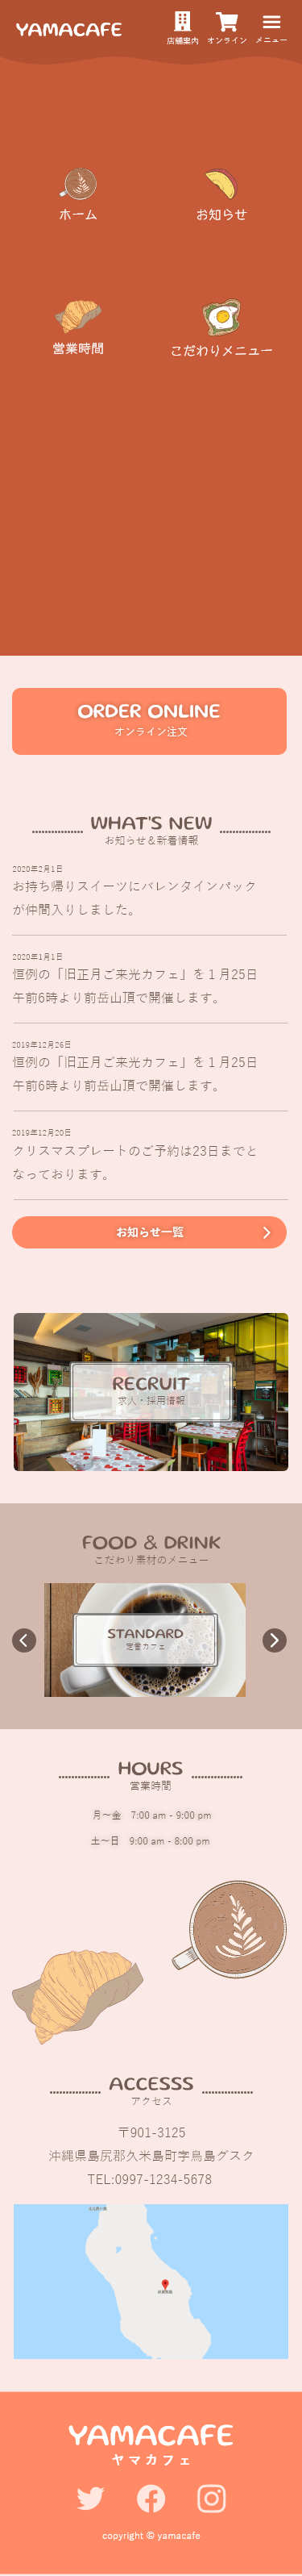 YAMACAFE
店舗案内 オンライン メニュー
ホーム お知らせ
営業時間 こだわりメニュー
ORDER ONLINE
オンライン注文
WHAT'S NEW
お知らせ＆新着情報
2020年2月1日
お持ち帰りスイーツにバレンタインパック
が仲間入りしました。
2020年1月1日
恒例の「旧正月ご来光カフェ」を１月25日
午前6時より前岳山頂で開催します。
2019年12月26日
恒例の「旧正月ご来光カフェ」を１月25日
午前6時より前岳山頂で開催します。
2019年12月20日
クリスマスプレートのご予約は23日までと
なっております。
お知らせ一覧
RECRUIT
求人・採用情報
FOOD & DRINK
こだわり素材のメニュー
STANDARD
定番カフェ
HOURS
営業時間
月〜金 7:00 am - 9:00 pm
土〜日 9:00 am - 8:00 pm
ACCESSS
アクセス
〒901-3125
沖縄県島尻郡久米島町字鳥島グスク
TEL:0997-1234-5678
YAMACAFE
ヤマカフェ
copyright © yamacafe